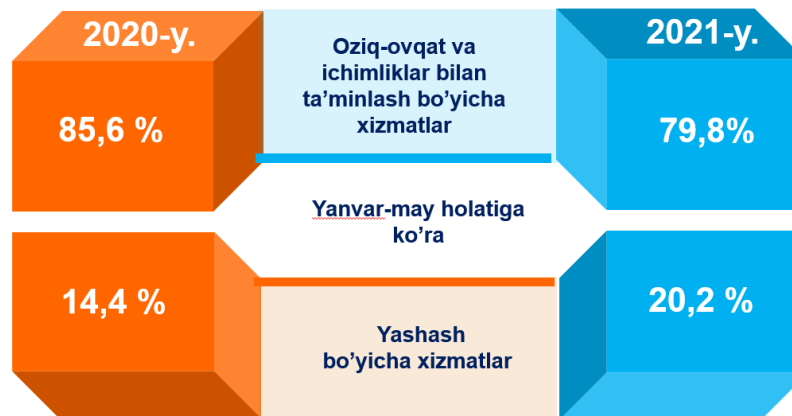 2020-y.
Oziq-ovqat va
ichimliklar bilan
ta’minlash bo’yicha
xizmatlar
2021-y.
85,6 %
79,8%
Yanvar-may holatiga
ko’ra
14,4 %
20,2 %
Yashash
bo’yicha xizmatlar